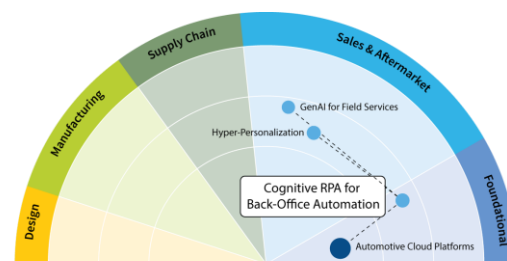 Supply Chain
Sales & Aftermarket
Manufacturing
GenAI for Field Services
Hyper-Personalization
Cognitive RPA for
Back-Office Automation
Design
Foundational
Automotive Cloud Platforms